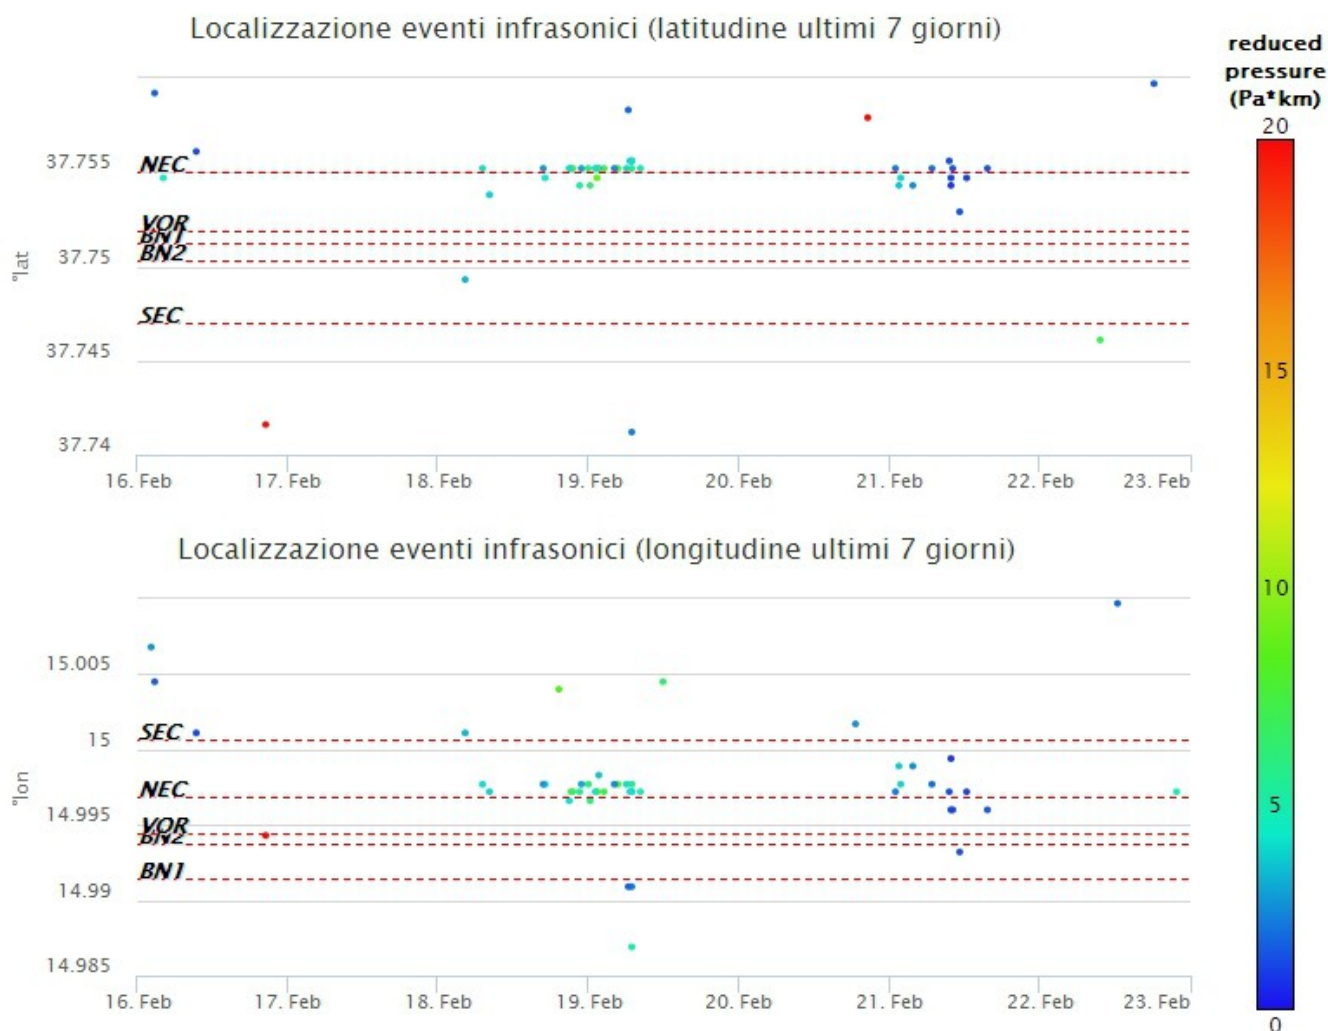 Localizzazione eventi infrasonici (latitudine ultimi 7 giorni)
reduced
pressure
(Pa*km)
20
15
10
5
0
37.755
37.75
37.745
37.74
°lat
NEC
VOR
BN1
BN2
SEC
16. Feb 17. Feb 18. Feb 19. Feb 20. Feb 21. Feb 22. Feb 23. Feb
Localizzazione eventi infrasonici (longitudine ultimi 7 giorni)
15.005
15
14.995
14.99
14.985
°lon
SEC
NEC
VOR
BN2
BN1
16. Feb 17. Feb 18. Feb 19. Feb 20. Feb 21. Feb 22. Feb 23. Feb